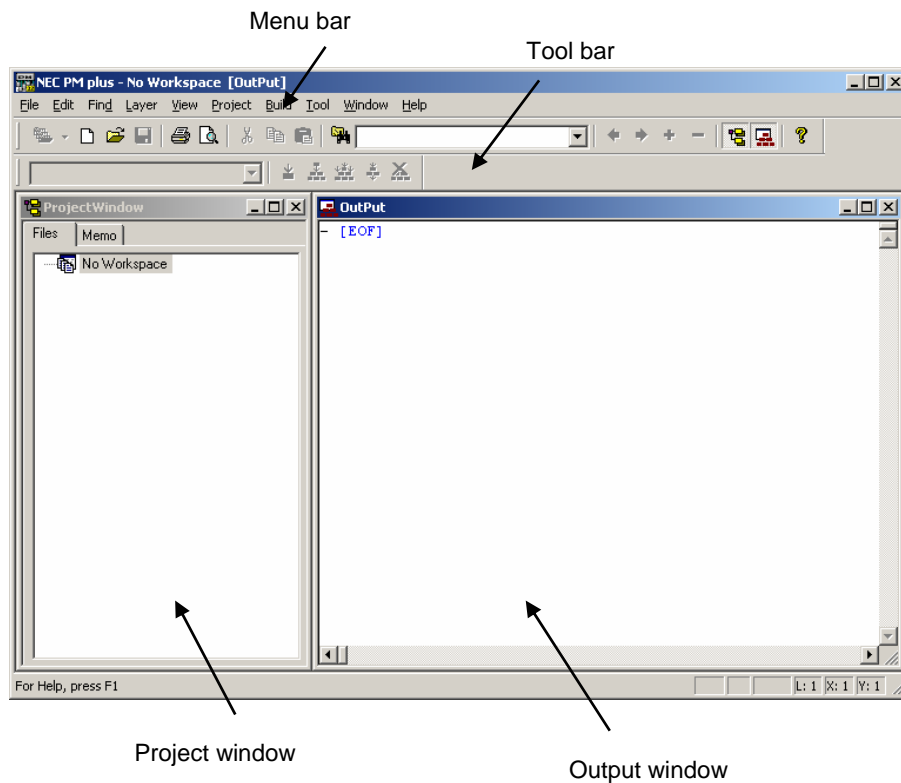 Menu bar
Tool bar
NEC PM plus - No Workspace [OutPut]
File Edit Find Layer View Project Build Tool Window Help
ProjectWindow
OutPut
Files Memo
- [EOF]
No Workspace
For Help, press F1
L: 1 X: 1 Y: 1
Project window
Output window